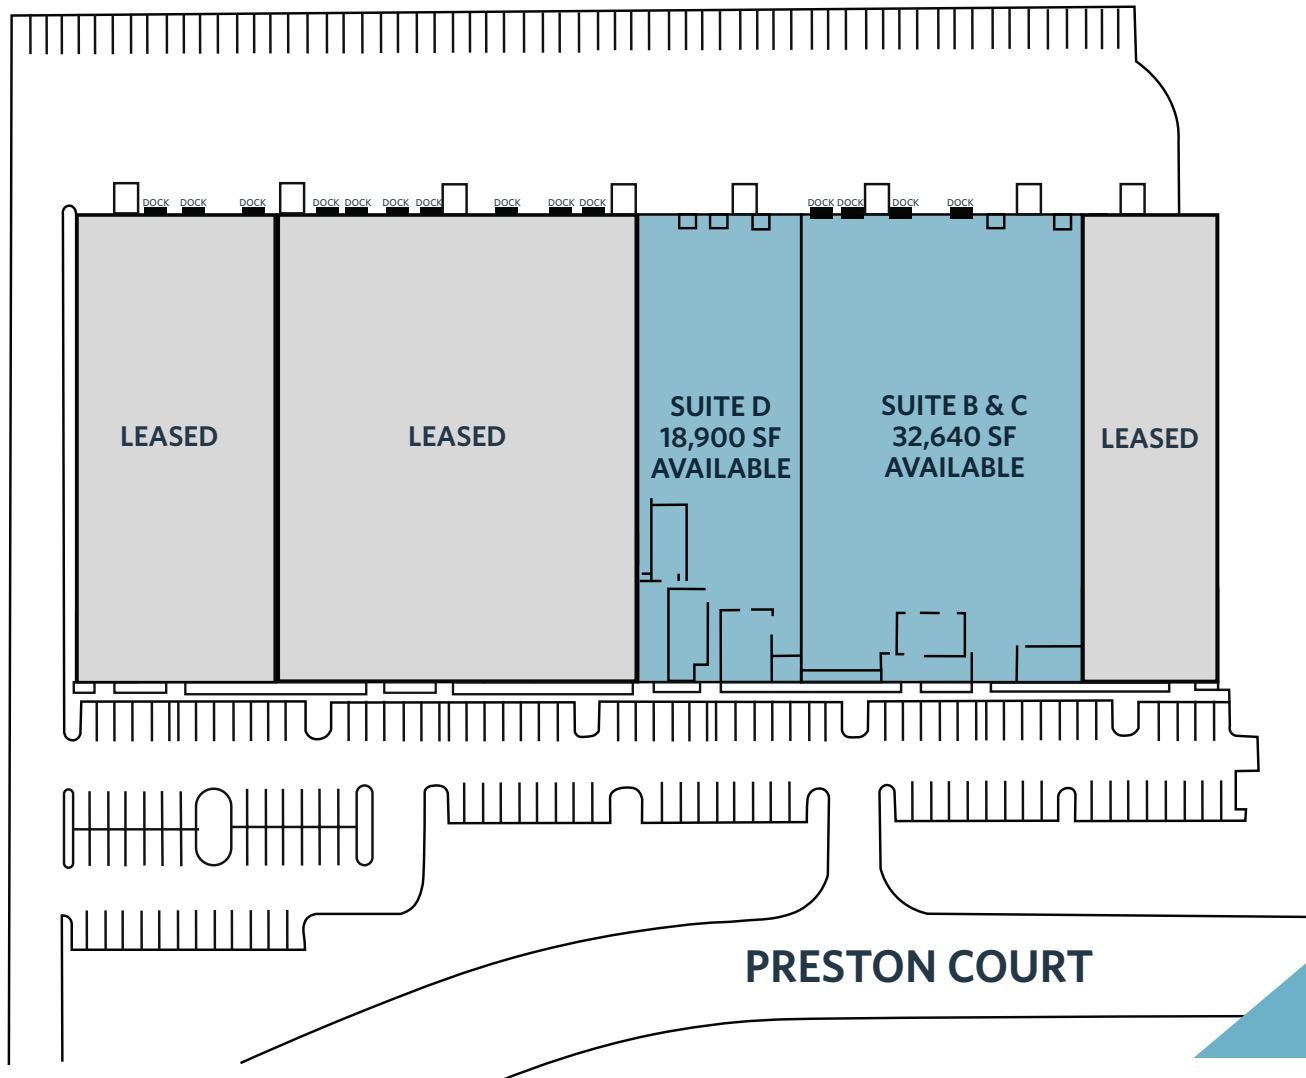 DOCK DOCK DOCK DOCK DOCK DOCK DOCK DOCK DOCK DOCK DOCK DOCK DOCK DOCK
LEASED
LEASED
SUITE D
18,900 SF
AVAILABLE
SUITE B & C
32,640 SF
AVAILABLE
LEASED
PRESTON COURT